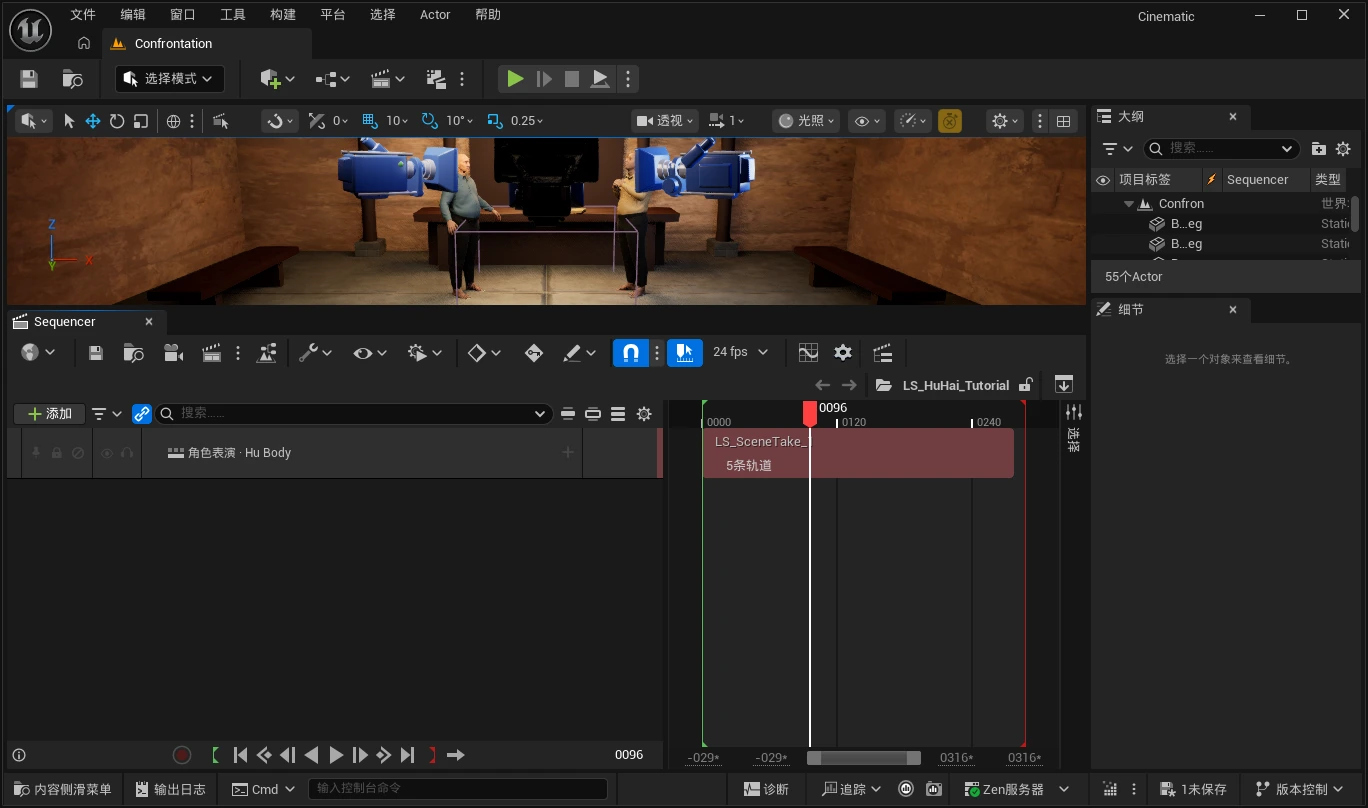 文件 编辑 窗口 工具 构建 平台 选择 Actor 帮助
Cinematic
Confrontation
选择模式
0 10 10° 0.25 透视 1 光照
大纲
搜索……
项目标签 Sequencer 类型
Confron 世界:
B...eg Stati
B...eg Stati
55个Actor
细节
选择一个对象来查看细节。
Z
X
Y
Sequencer
24 fps
LS_HuHai_Tutorial
添加 搜索……
0096
0000 0120 0240
角色表演 · Hu Body
LS_SceneTake_1
5条轨道
选择
0096
-029* -029* 0316* 0316*
内容侧滑菜单 输出日志 Cmd 输入控制台命令 诊断 追踪 Zen服务器 1未保存 版本控制